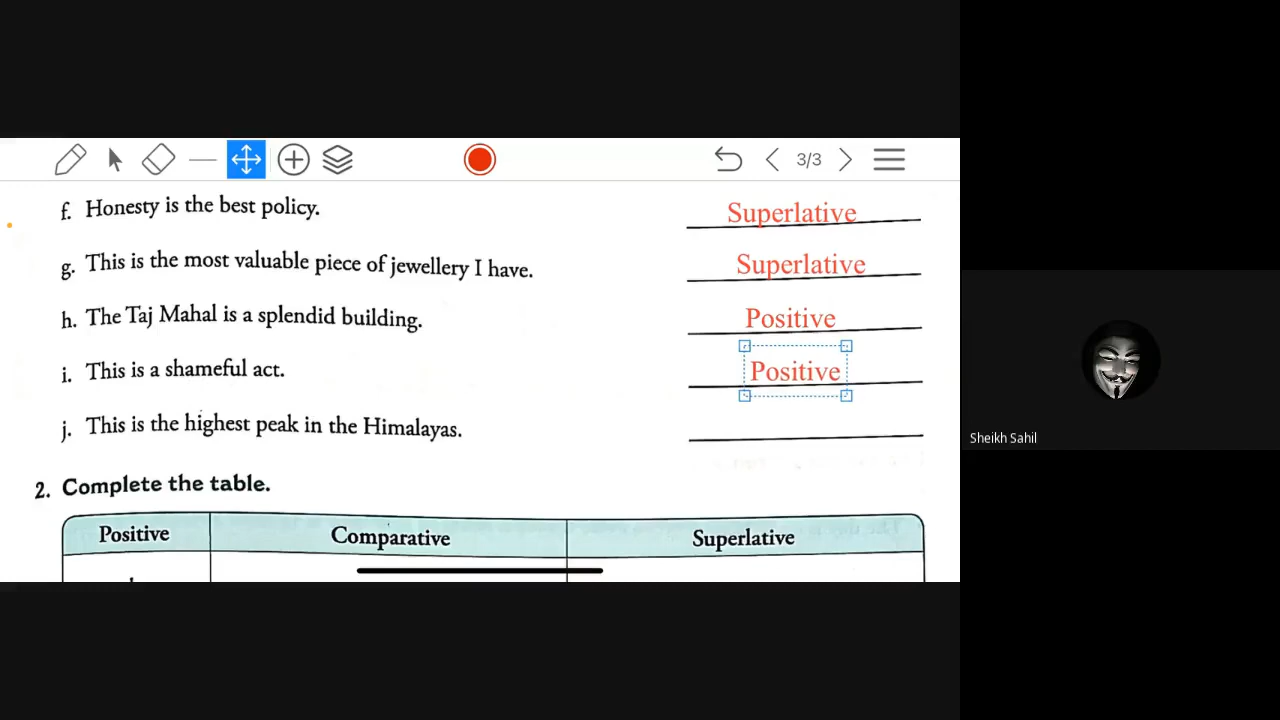 3/3
f. Honesty is the best policy. Superlative
g. This is the most valuable piece of jewellery I have. Superlative
h. The Taj Mahal is a splendid building. Positive
i. This is a shameful act. Positive
j. This is the highest peak in the Himalayas.
Sheikh Sahil
2. Complete the table.
Positive Comparative Superlative